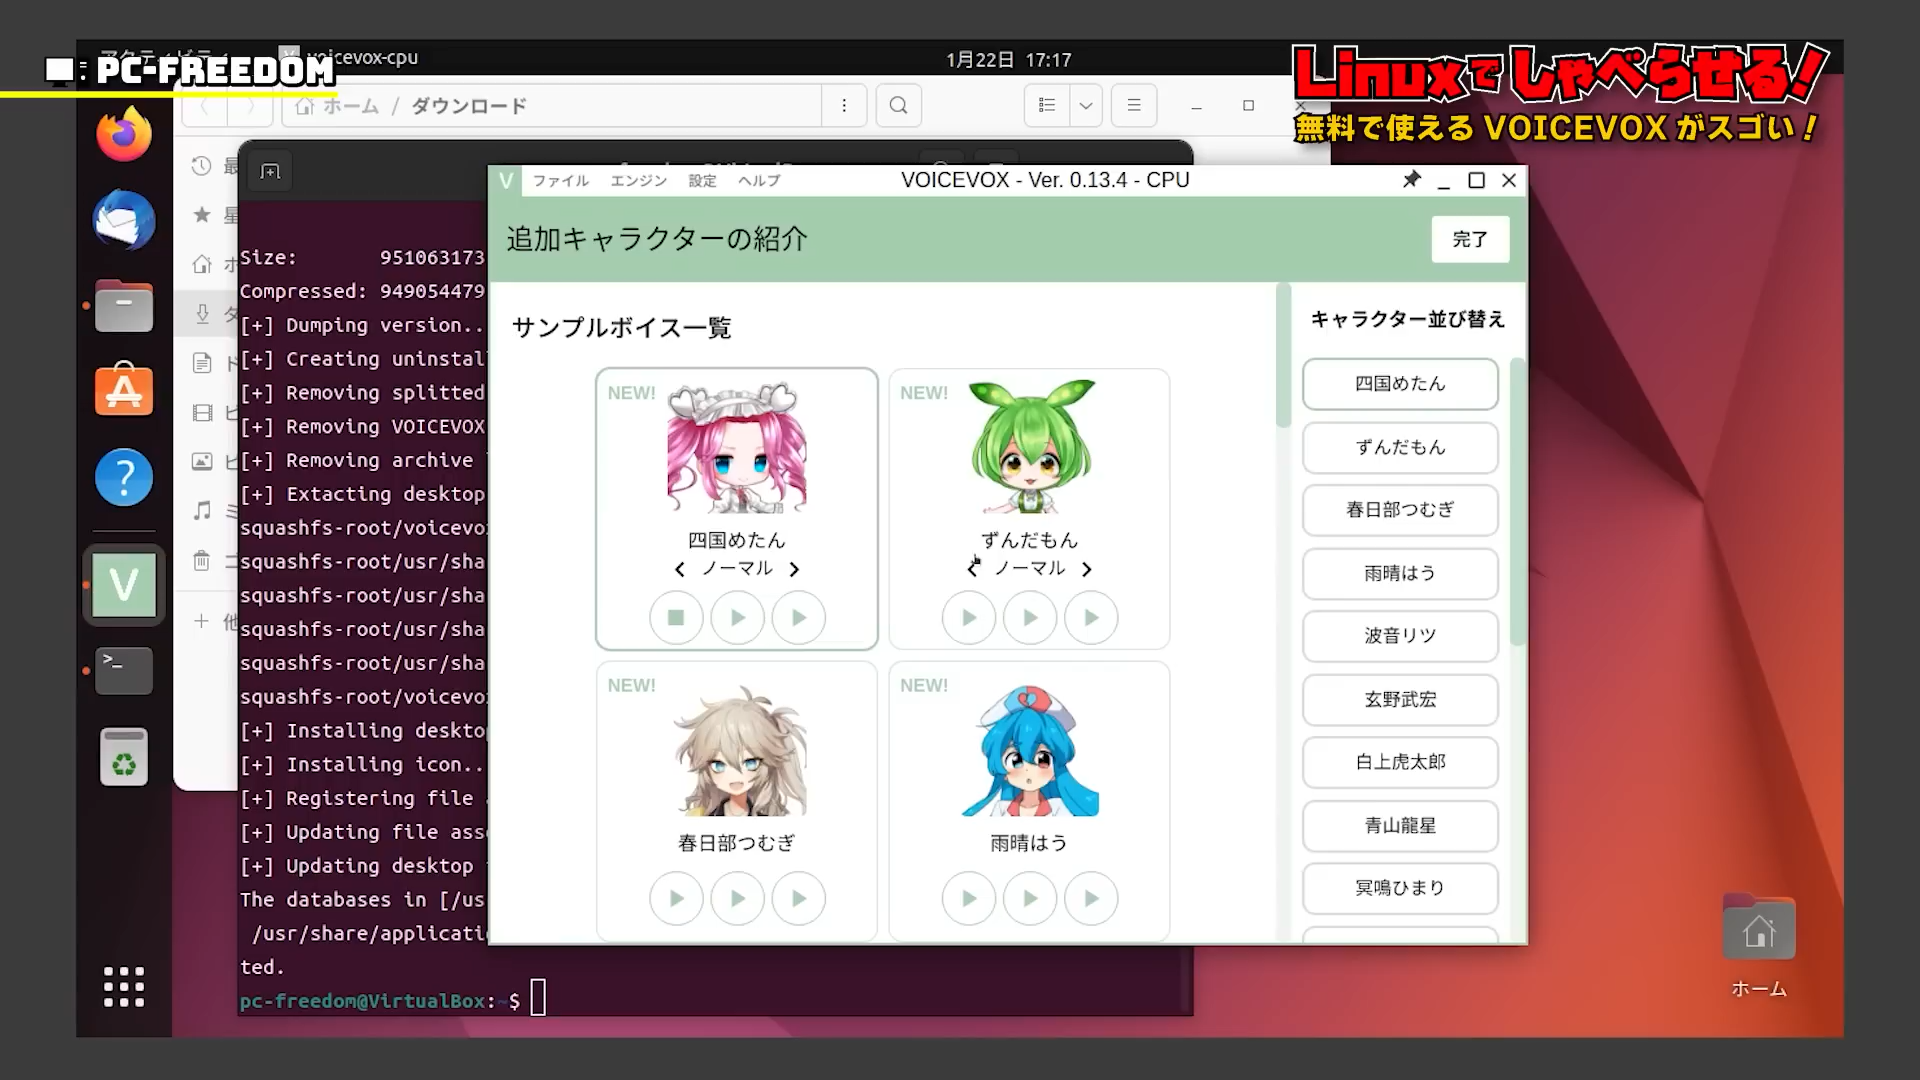 アクティビティ voicevox-cpu
1月22日 17:17
PC-FREEDOM
Linuxでしゃべらせる!
無料で使える VOICEVOX がスゴい!
ホーム / ダウンロード
V ファイル エンジン 設定 ヘルプ
VOICEVOX - Ver. 0.13.4 - CPU
追加キャラクターの紹介
完了
サンプルボイス一覧
NEW!
四国めたん
ノーマル
NEW!
ずんだもん
ノーマル
NEW!
春日部つむぎ
NEW!
雨晴はう
キャラクター並び替え
四国めたん
ずんだもん
春日部つむぎ
雨晴はう
波音リツ
玄野武宏
白上虎太郎
青山龍星
冥鳴ひまり
Size: 951063173
Compressed: 949054479
[+] Dumping version..
[+] Creating uninstal
[+] Removing splitted
[+] Removing VOICEVOX
[+] Removing archive
[+] Extacting desktop
squashfs-root/voicevo
squashfs-root/usr/sha
squashfs-root/usr/sha
squashfs-root/usr/sha
squashfs-root/usr/sha
squashfs-root/voicevo
[+] Installing deskto
[+] Installing icon..
[+] Registering file
[+] Updating file ass
[+] Updating desktop
The databases in [/us
/usr/share/applicati
ted.
pc-freedom@VirtualBox:~$
V
ホーム